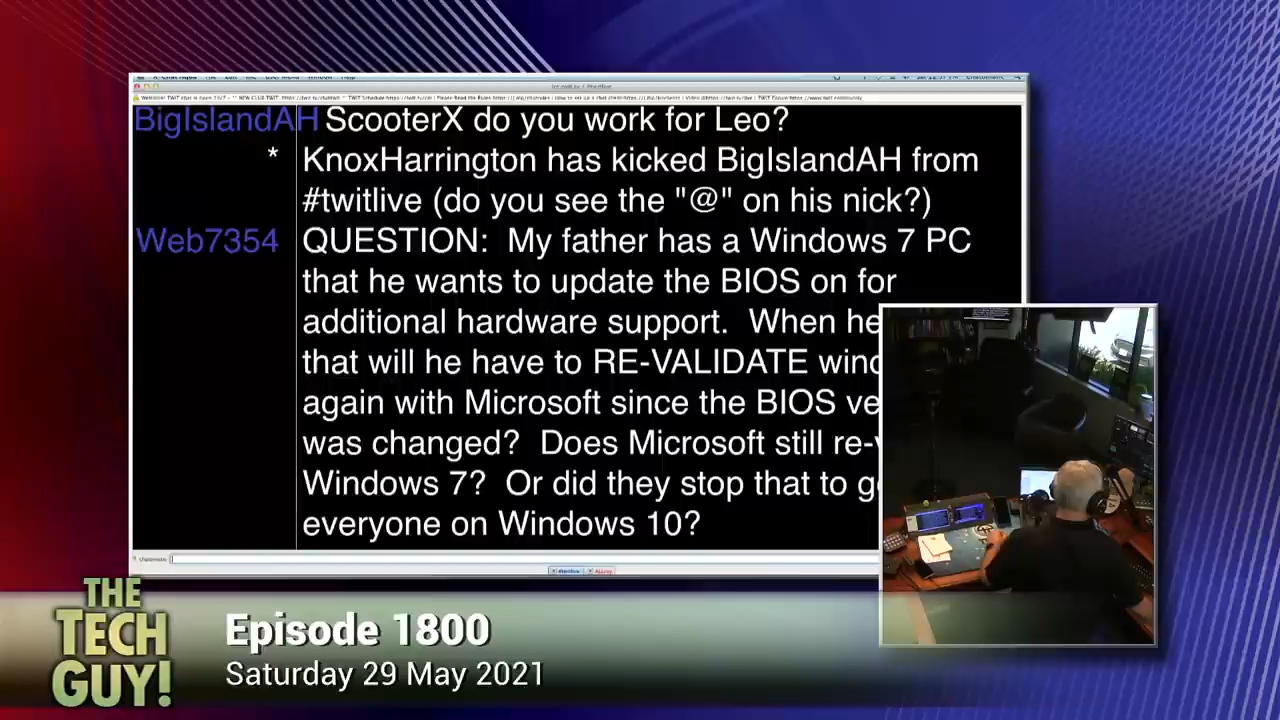 BigIslandAH ScooterX do you work for Leo?
* KnoxHarrington has kicked BigIslandAH from
#twitlive (do you see the "@" on his nick?)
Web7354 QUESTION: My father has a Windows 7 PC
that he wants to update the BIOS on for
additional hardware support. When he
that will he have to RE-VALIDATE wind
again with Microsoft since the BIOS ve
was changed? Does Microsoft still re-v
Windows 7? Or did they stop that to ge
everyone on Windows 10?
THE
TECH
GUY!
Episode 1800
Saturday 29 May 2021